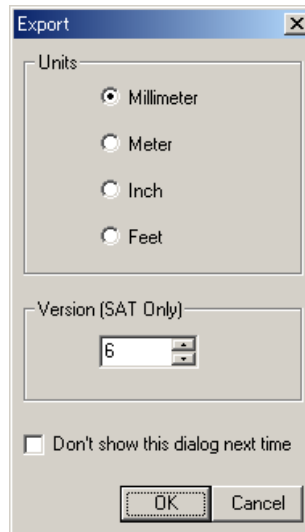 Export
Units
Millimeter
Meter
Inch
Feet
Version (SAT Only)
6
Don't show this dialog next time
OK Cancel